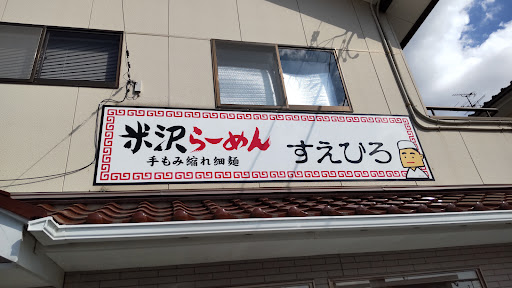 米沢らーめん
手もみ縮れ細麺
すえひろ